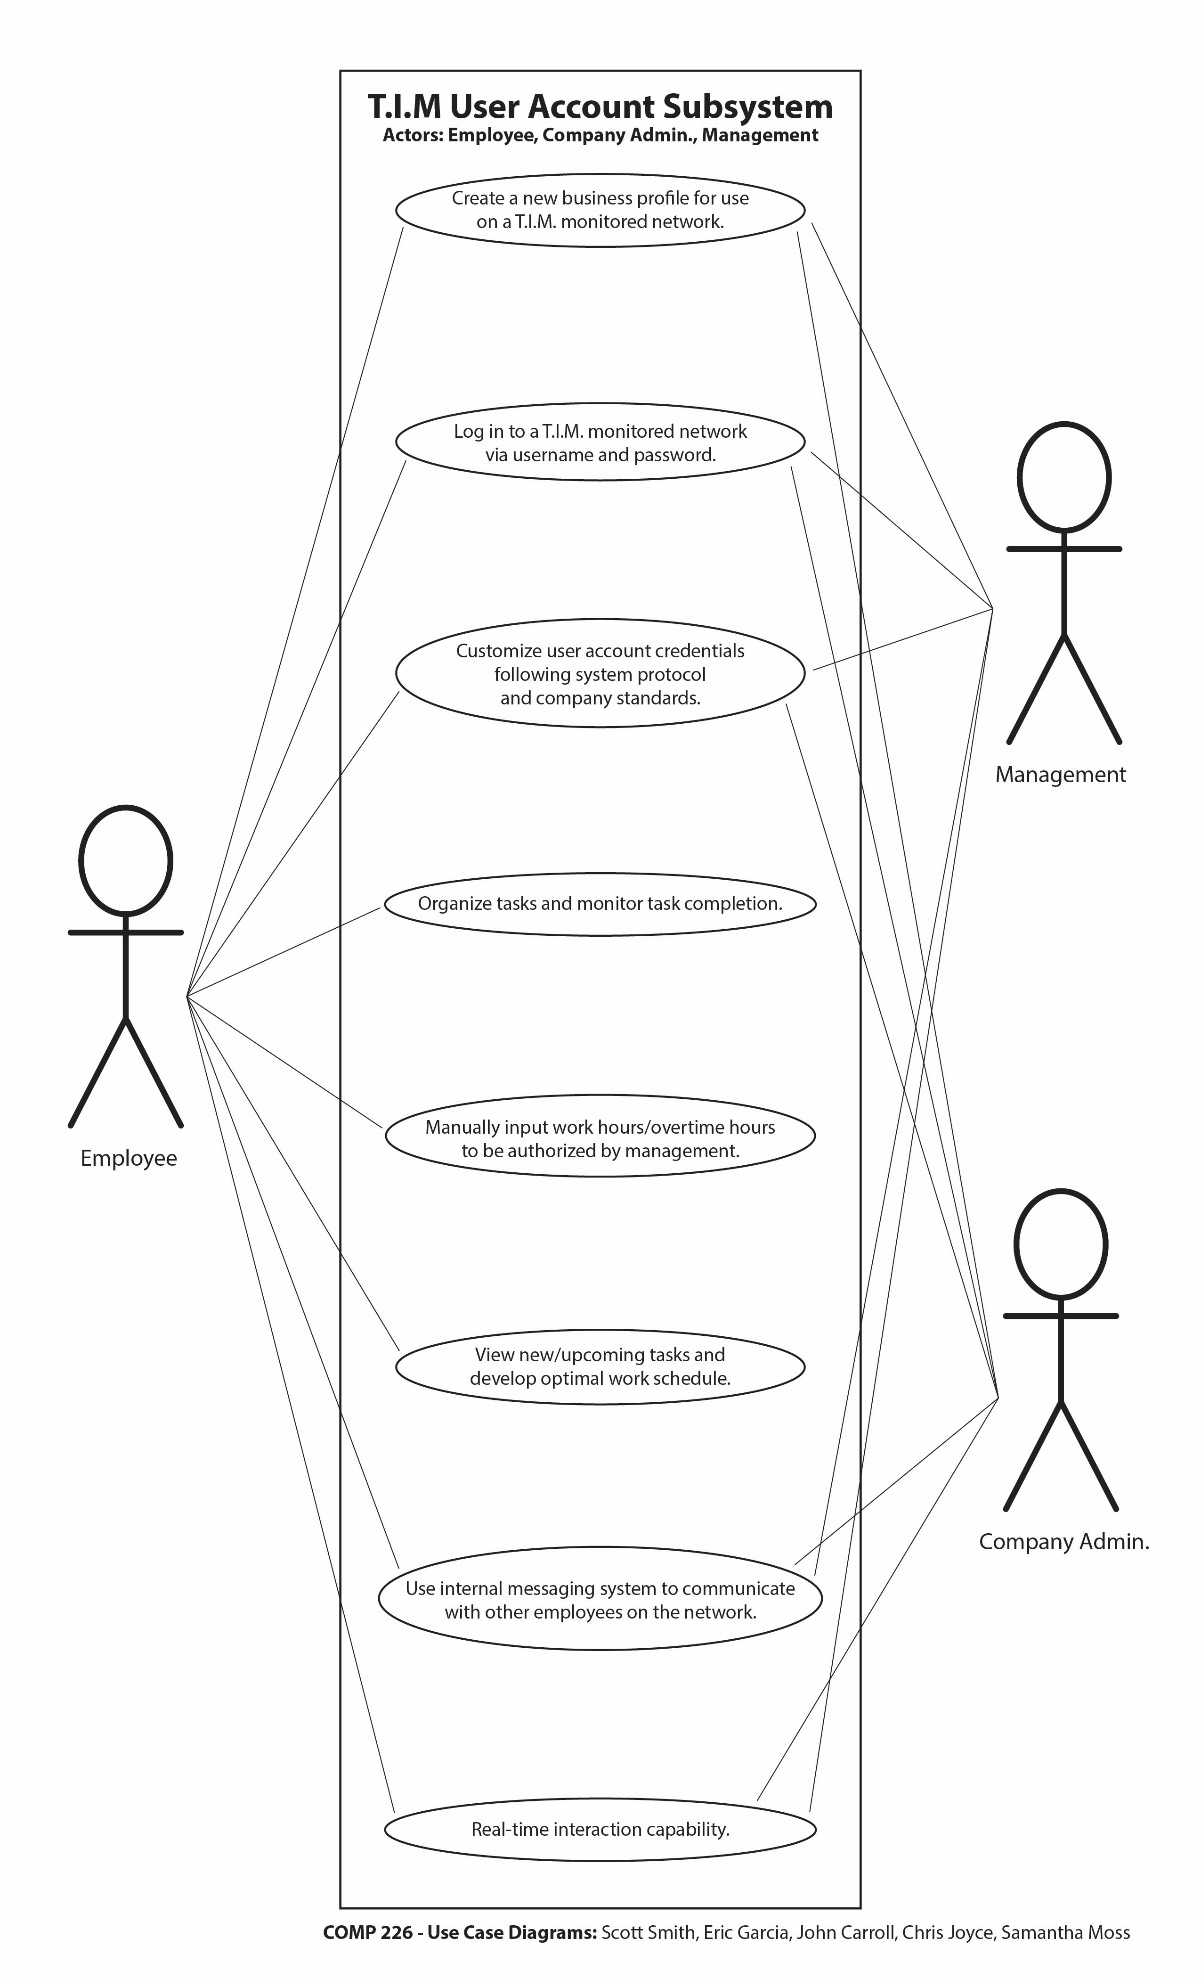 T.I.M User Account Subsystem
Actors: Employee, Company Admin., Management
Create a new business profile for use
on a T.I.M. monitored network.
Log in to a T.I.M. monitored network
via username and password.
Customize user account credentials
following system protocol
and company standards.
Management
Organize tasks and monitor task completion.
Manually input work hours/overtime hours
to be authorized by management.
Employee
View new/upcoming tasks and
develop optimal work schedule.
Company Admin.
Use internal messaging system to communicate
with other employees on the network.
Real-time interaction capability.
COMP 226 - Use Case Diagrams: Scott Smith, Eric Garcia, John Carroll, Chris Joyce, Samantha Moss